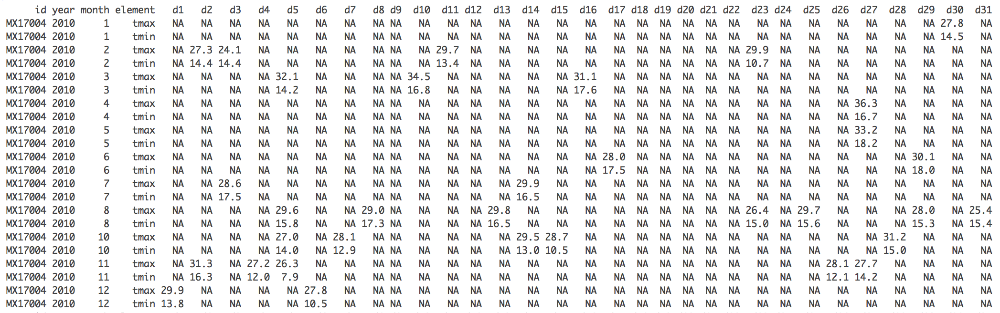 id year month element d1 d2 d3 d4 d5 d6 d7 d8 d9 d10 d11 d12 d13 d14 d15 d16 d17 d18 d19 d20 d21 d22 d23 d24 d25 d26 d27 d28 d29 d30 d31
MX17004 2010 1 tmax NA NA NA NA NA NA NA NA NA NA NA NA NA NA NA NA NA NA NA NA NA NA NA NA NA NA NA NA NA 27.8 NA
MX17004 2010 1 tmin NA NA NA NA NA NA NA NA NA NA NA NA NA NA NA NA NA NA NA NA NA NA NA NA NA NA NA NA NA 14.5 NA
MX17004 2010 2 tmax NA 27.3 24.1 NA NA NA NA NA NA NA 29.7 NA NA NA NA NA NA NA NA NA NA NA 29.9 NA NA NA NA NA NA NA NA
MX17004 2010 2 tmin NA 14.4 14.4 NA NA NA NA NA NA NA 13.4 NA NA NA NA NA NA NA NA NA NA NA 10.7 NA NA NA NA NA NA NA NA
MX17004 2010 3 tmax NA NA NA NA 32.1 NA NA NA NA 34.5 NA NA NA NA NA 31.1 NA NA NA NA NA NA NA NA NA NA NA NA NA NA NA
MX17004 2010 3 tmin NA NA NA NA 14.2 NA NA NA NA 16.8 NA NA NA NA NA 17.6 NA NA NA NA NA NA NA NA NA NA NA NA NA NA NA
MX17004 2010 4 tmax NA NA NA NA NA NA NA NA NA NA NA NA NA NA NA NA NA NA NA NA NA NA NA NA NA NA 36.3 NA NA NA NA
MX17004 2010 4 tmin NA NA NA NA NA NA NA NA NA NA NA NA NA NA NA NA NA NA NA NA NA NA NA NA NA NA 16.7 NA NA NA NA
MX17004 2010 5 tmax NA NA NA NA NA NA NA NA NA NA NA NA NA NA NA NA NA NA NA NA NA NA NA NA NA NA 33.2 NA NA NA NA
MX17004 2010 5 tmin NA NA NA NA NA NA NA NA NA NA NA NA NA NA NA NA NA NA NA NA NA NA NA NA NA NA 18.2 NA NA NA NA
MX17004 2010 6 tmax NA NA NA NA NA NA NA NA NA NA NA NA NA NA NA NA 28.0 NA NA NA NA NA NA NA NA NA NA NA 30.1 NA NA
MX17004 2010 6 tmin NA NA NA NA NA NA NA NA NA NA NA NA NA NA NA NA 17.5 NA NA NA NA NA NA NA NA NA NA NA 18.0 NA NA
MX17004 2010 7 tmax NA NA 28.6 NA NA NA NA NA NA NA NA NA NA 29.9 NA NA NA NA NA NA NA NA NA NA NA NA NA NA NA NA NA
MX17004 2010 7 tmin NA NA 17.5 NA NA NA NA NA NA NA NA NA NA 16.5 NA NA NA NA NA NA NA NA NA NA NA NA NA NA NA NA NA
MX17004 2010 8 tmax NA NA NA NA 29.6 NA NA 29.0 NA NA NA NA 29.8 NA NA NA NA NA NA NA NA NA 26.4 NA 29.7 NA NA NA 28.0 NA 25.4
MX17004 2010 8 tmin NA NA NA NA 15.8 NA NA 17.3 NA NA NA NA 16.5 NA NA NA NA NA NA NA NA NA 15.0 NA 15.6 NA NA NA 15.3 NA 15.4
MX17004 2010 10 tmax NA NA NA NA 27.0 NA 28.1 NA NA NA NA NA NA 29.5 28.7 NA NA NA NA NA NA NA NA NA NA NA NA 31.2 NA NA NA
MX17004 2010 10 tmin NA NA NA NA 14.0 NA 12.9 NA NA NA NA NA NA 13.0 10.5 NA NA NA NA NA NA NA NA NA NA NA NA 15.0 NA NA NA
MX17004 2010 11 tmax NA 31.3 NA 27.2 26.3 NA NA NA NA NA NA NA NA NA NA NA NA NA NA NA NA NA NA NA NA 28.1 27.7 NA NA NA NA
MX17004 2010 11 tmin NA 16.3 NA 12.0 7.9 NA NA NA NA NA NA NA NA NA NA NA NA NA NA NA NA NA NA NA NA 12.1 14.2 NA NA NA NA
MX17004 2010 12 tmax 29.9 NA NA NA NA 27.8 NA NA NA NA NA NA NA NA NA NA NA NA NA NA NA NA NA NA NA NA NA NA NA NA NA
MX17004 2010 12 tmin 13.8 NA NA NA NA 10.5 NA NA NA NA NA NA NA NA NA NA NA NA NA NA NA NA NA NA NA NA NA NA NA NA NA